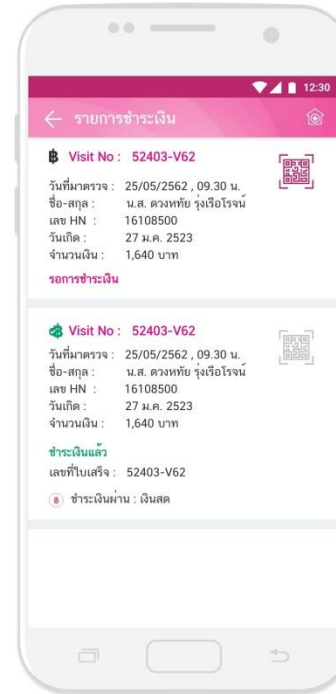 12:30
รายการชำระเงิน
฿ Visit No : 52403-V62
วันที่มาตรวจ : 25/05/2562 , 09.30 น.
ชื่อ-สกุล : น.ส. ดวงหทัย รุ่งเรือโรจน์
เลข HN : 16108500
วันเกิด : 27 ม.ค. 2523
จำนวนเงิน : 1,640 บาท
รอการชำระเงิน
Visit No : 52403-V62
วันที่มาตรวจ : 25/05/2562 , 09.30 น.
ชื่อ-สกุล : น.ส. ดวงหทัย รุ่งเรือโรจน์
เลข HN : 16108500
วันเกิด : 27 ม.ค. 2523
จำนวนเงิน : 1,640 บาท
ชำระเงินแล้ว
เลขที่ใบเสร็จ : 52403-V62
฿ ชำระเงินผ่าน : เงินสด